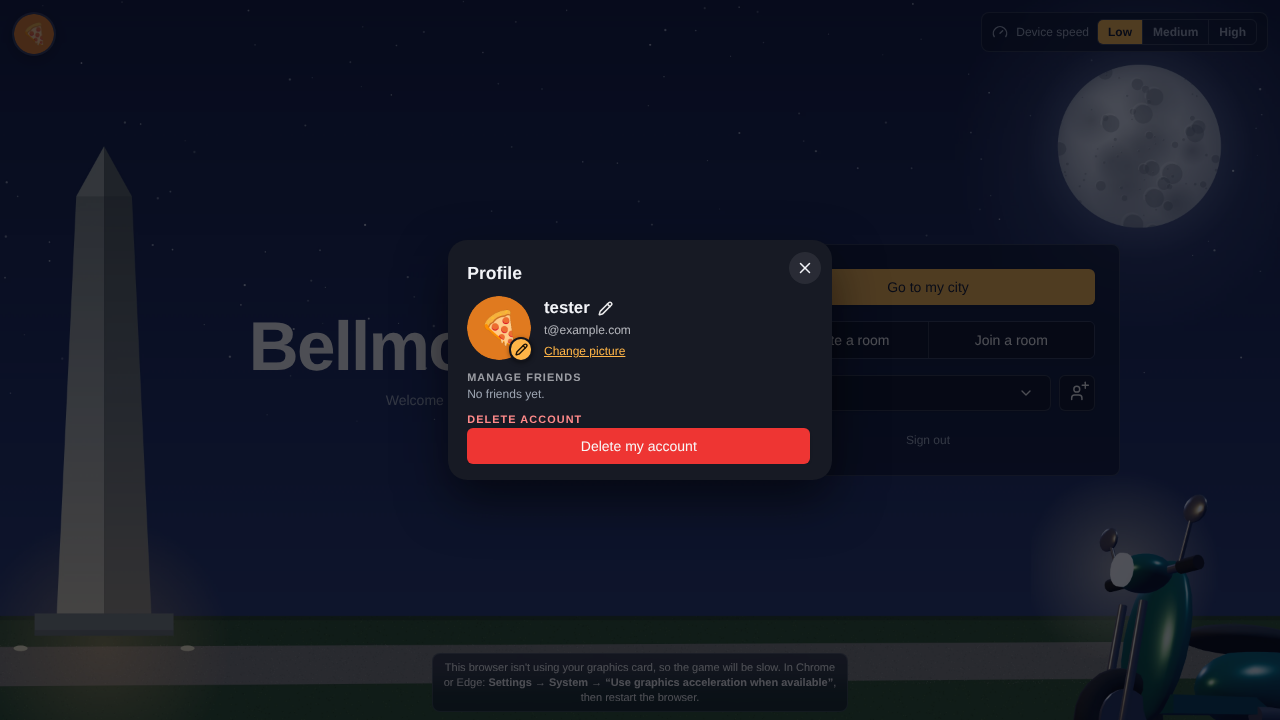 Device speed Low Medium High
Profile
tester
t@example.com
Change picture
MANAGE FRIENDS
No friends yet.
DELETE ACCOUNT
Delete my account
Bellmo
Welcome
Go to my city
te a room
Join a room
Sign out
This browser isn't using your graphics card, so the game will be slow. In Chrome
or Edge: Settings → System → “Use graphics acceleration when available”,
then restart the browser.